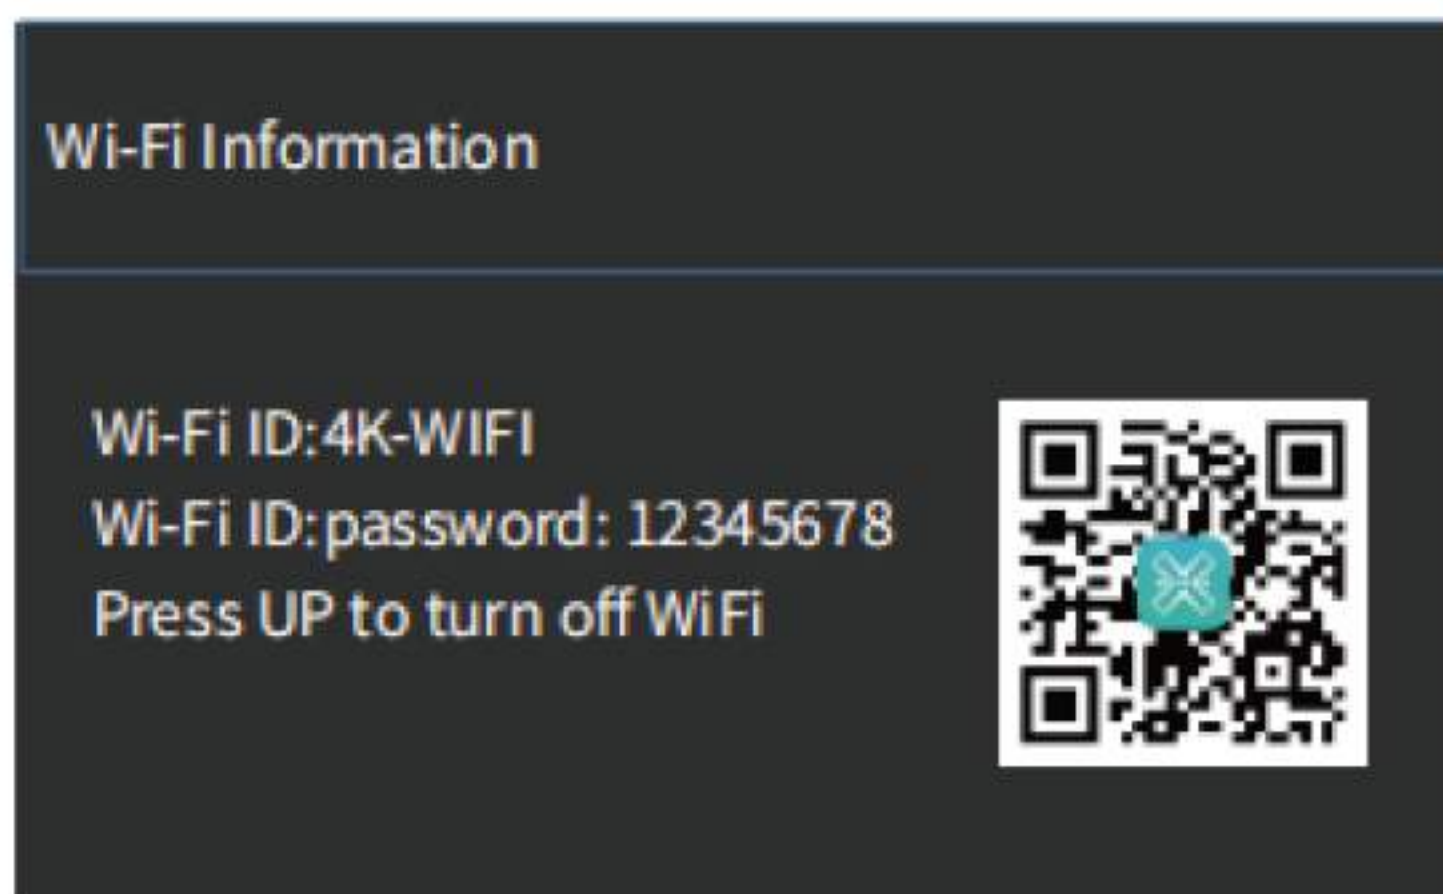 Wi-Fi Information
Wi-Fi ID:4K-WIFI
Wi-Fi ID:password: 12345678
Press UP to turn off WiFi